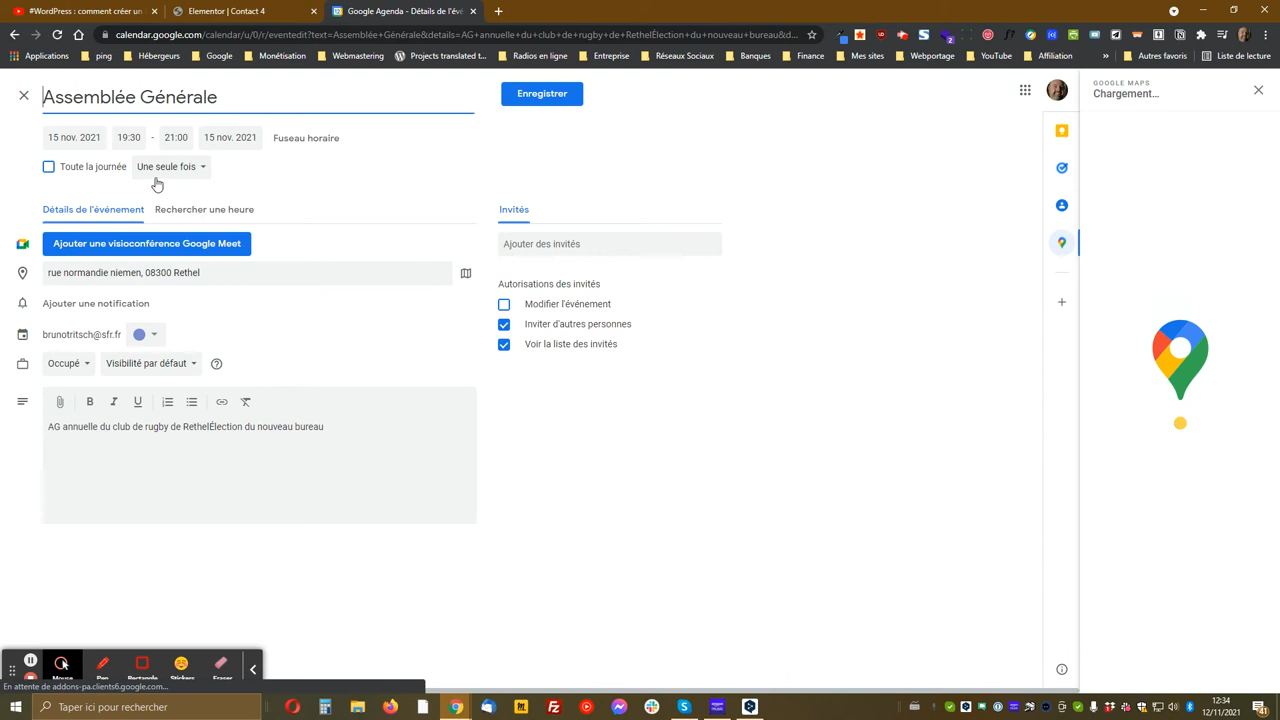 #WordPress : comment créer un
Elementor | Contact 4
Google Agenda - Détails de l'évé
calendar.google.com/calendar/u/0/r/eventedit?text=Assemblée+Générale&details=AG+annuelle+du+club+de+rugby+de+RethelÉlection+du+nouveau+bureau&d...
Applications
ping
Hébergeurs
Google
Monétisation
Webmastering
Projects translated t...
Radios en ligne
Entreprise
Réseaux Sociaux
Banques
Finance
Mes sites
Webportage
YouTube
Affiliation
»
Autres favoris
Liste de lecture
Assemblée Générale
Enregistrer
GOOGLE MAPS
Chargement...
15 nov. 2021
19:30
-
21:00
15 nov. 2021
Fuseau horaire
Toute la journée
Une seule fois
Détails de l'événement
Rechercher une heure
Invités
Ajouter une visioconférence Google Meet
Ajouter des invités
rue normandie niemen, 08300 Rethel
Autorisations des invités
Ajouter une notification
Modifier l'événement
Inviter d'autres personnes
brunotritsch@sfr.fr
Voir la liste des invités
Occupé
Visibilité par défaut
B
I
U
AG annuelle du club de rugby de RethelÉlection du nouveau bureau
Mouse
Pen
Rectangle
Stickers
Eraser
En attente de addons-pa.clients6.google.com...
Taper ici pour rechercher
12:34
12/11/2021